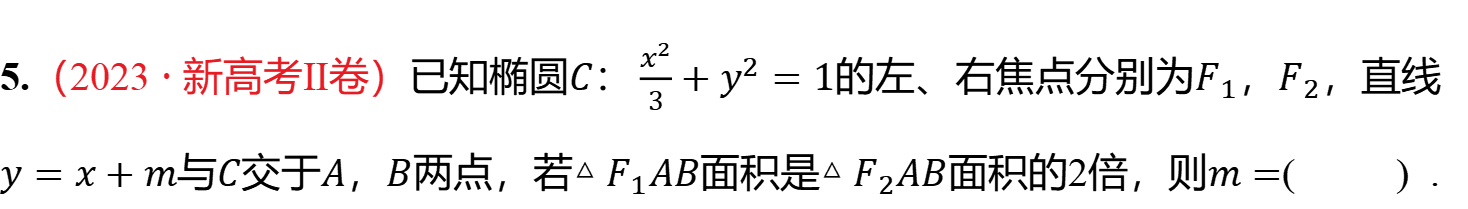 5.（2023 · 新高考II卷）已知椭圆C：x²/3 + y² = 1的左、右焦点分别为F₁，F₂，直线
y = x + m与C交于A，B两点，若△ F₁AB面积是△ F₂AB面积的2倍，则m =(　　).